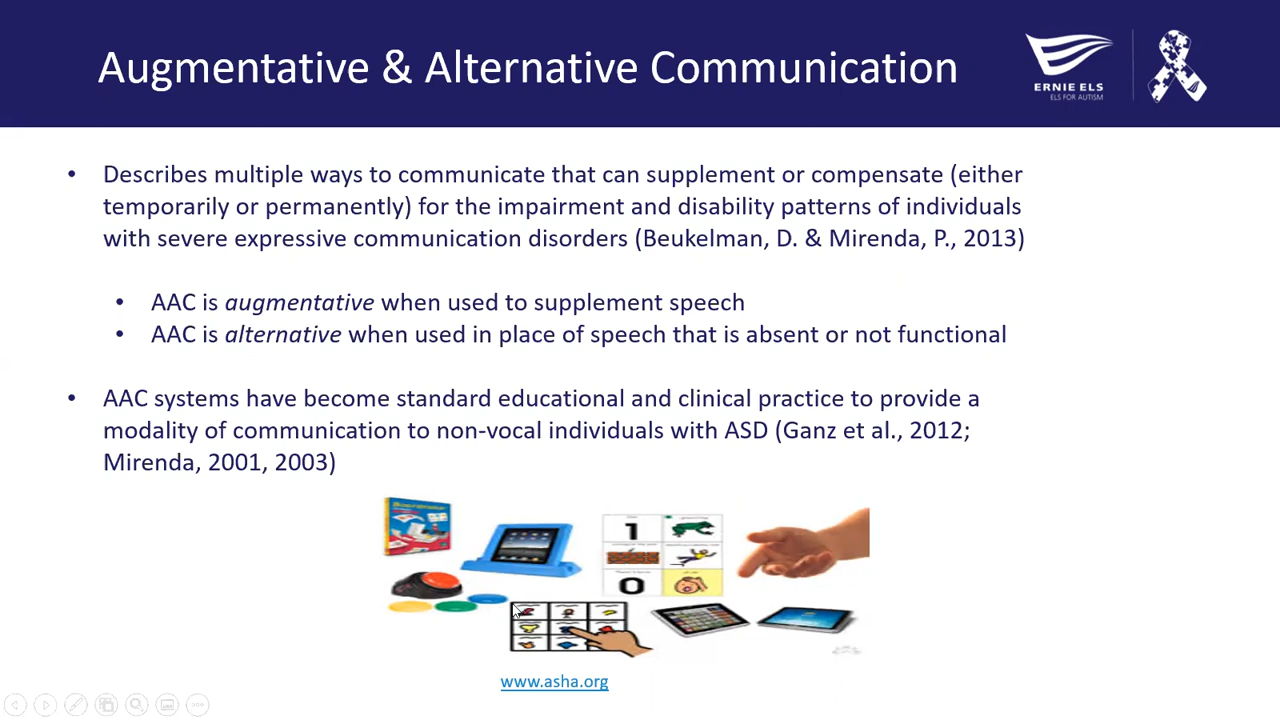 Augmentative & Alternative Communication
ERNIE ELS
ELS FOR AUTISM
• Describes multiple ways to communicate that can supplement or compensate (either
temporarily or permanently) for the impairment and disability patterns of individuals
with severe expressive communication disorders (Beukelman, D. & Mirenda, P., 2013)
• AAC is augmentative when used to supplement speech
• AAC is alternative when used in place of speech that is absent or not functional
• AAC systems have become standard educational and clinical practice to provide a
modality of communication to non-vocal individuals with ASD (Ganz et al., 2012;
Mirenda, 2001, 2003)
1
0
www.asha.org